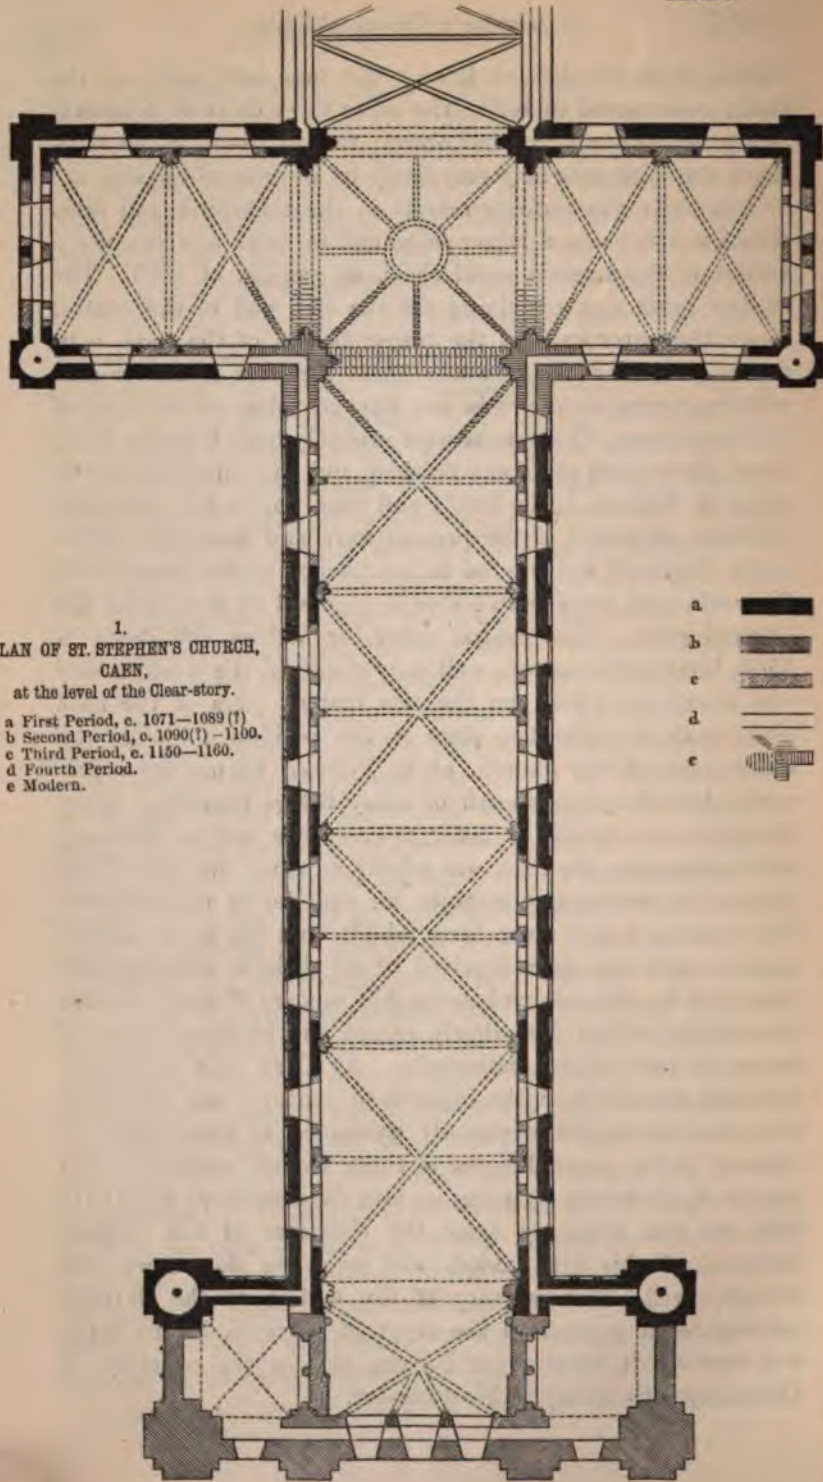 1.
LAN OF ST. STEPHEN'S CHURCH,
CAEN,
at the level of the Clear-story.
a First Period, c. 1071—1089 (?)
b Second Period, c. 1090(?) —1100.
c Third Period, c. 1150—1160.
d Fourth Period.
e Modern.
a
b
c
d
e